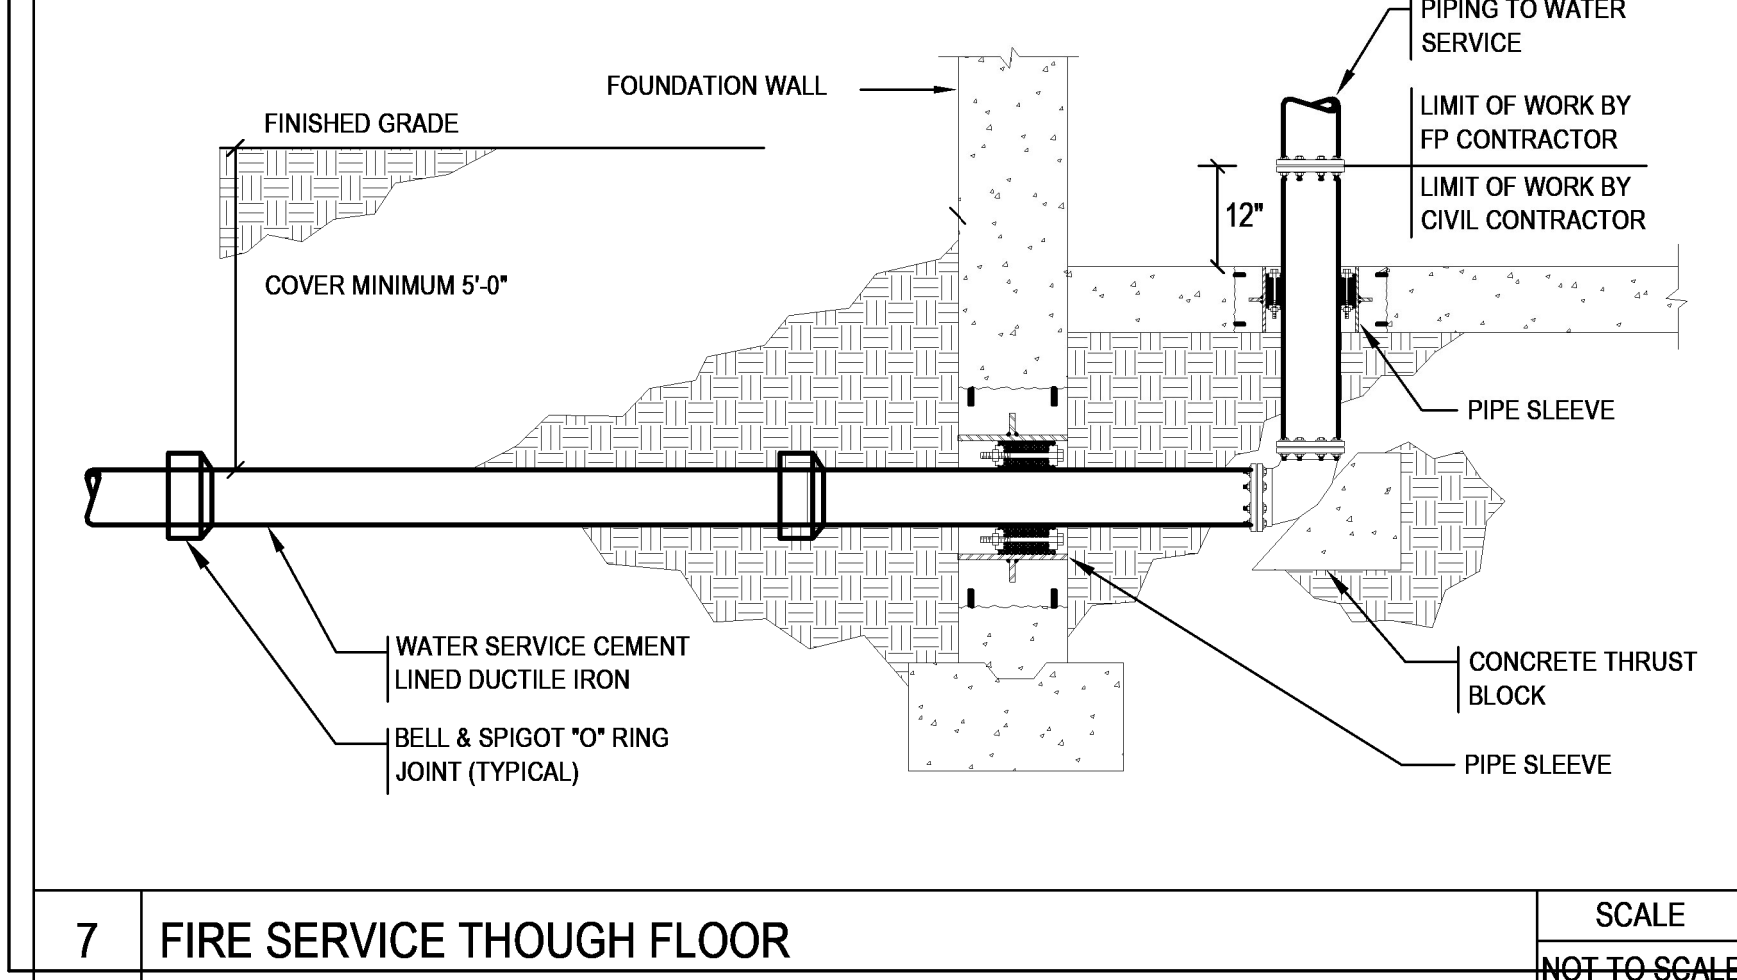 PIPING TO WATER
SERVICE
FOUNDATION WALL
LIMIT OF WORK BY
FP CONTRACTOR
FINISHED GRADE
LIMIT OF WORK BY
CIVIL CONTRACTOR
12"
COVER MINIMUM 5'-0"
PIPE SLEEVE
WATER SERVICE CEMENT
LINED DUCTILE IRON
CONCRETE THRUST
BLOCK
BELL & SPIGOT "O" RING
JOINT (TYPICAL)
PIPE SLEEVE
7
FIRE SERVICE THOUGH FLOOR
SCALE
NOT TO SCALE